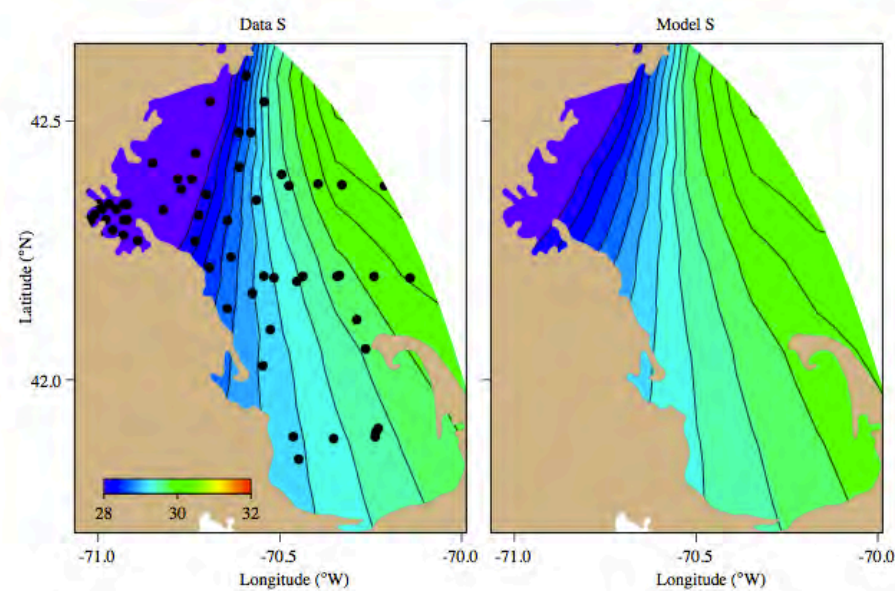 Data S
Model S
42.5
42.0
Latitude (°N)
28 30 32
-71.0 -70.5 -70.0
-71.0 -70.5 -70.0
Longitude (°W)
Longitude (°W)